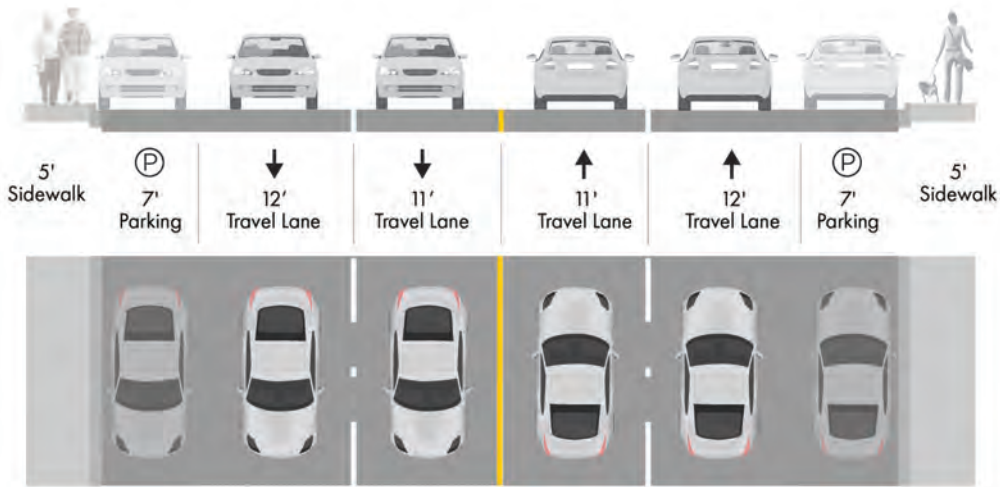 5'
Sidewalk
P
7'
Parking
12'
Travel Lane
11'
Travel Lane
11'
Travel Lane
12'
Travel Lane
P
7'
Parking
5'
Sidewalk